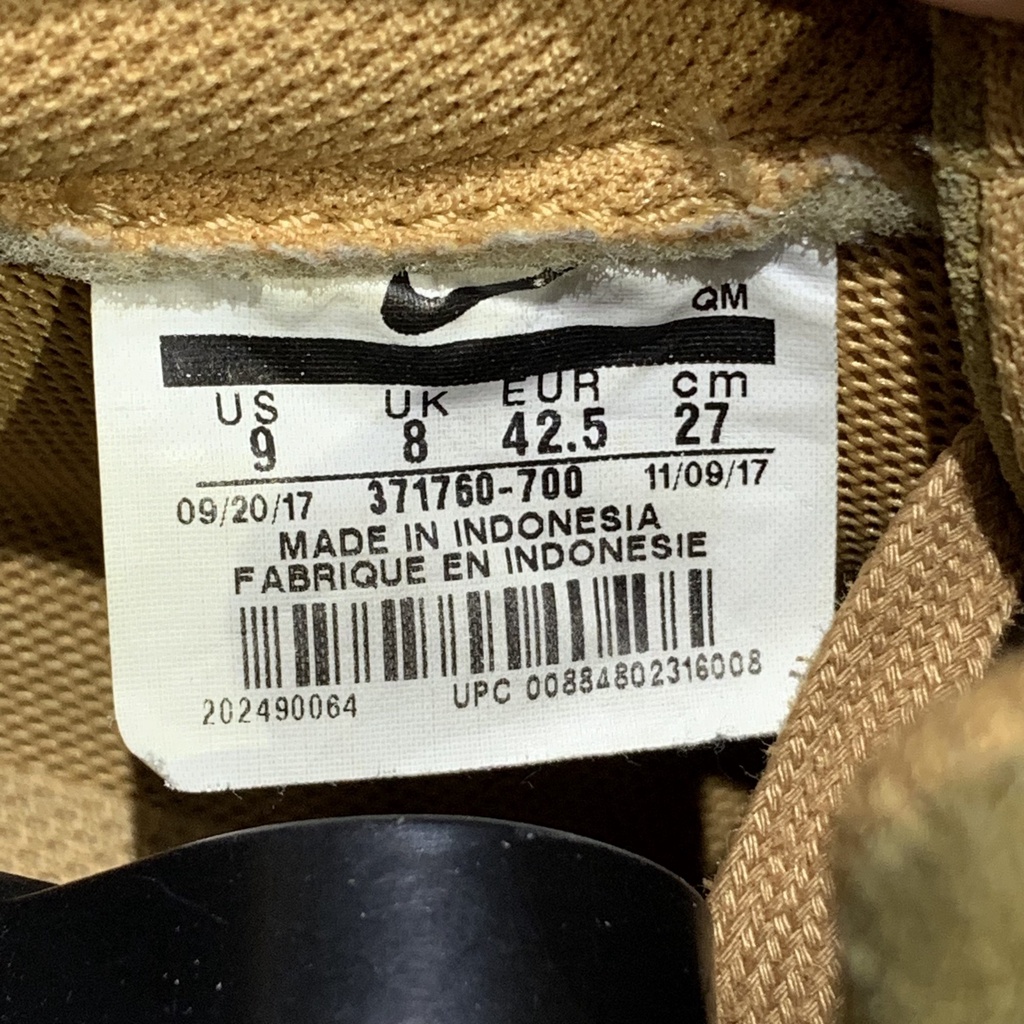 QM
US UK EUR cm
9 8 42.5 27
09/20/17 371760-700 11/09/17
MADE IN INDONESIA
FABRIQUE EN INDONESIE
202490064 UPC 00884802316008